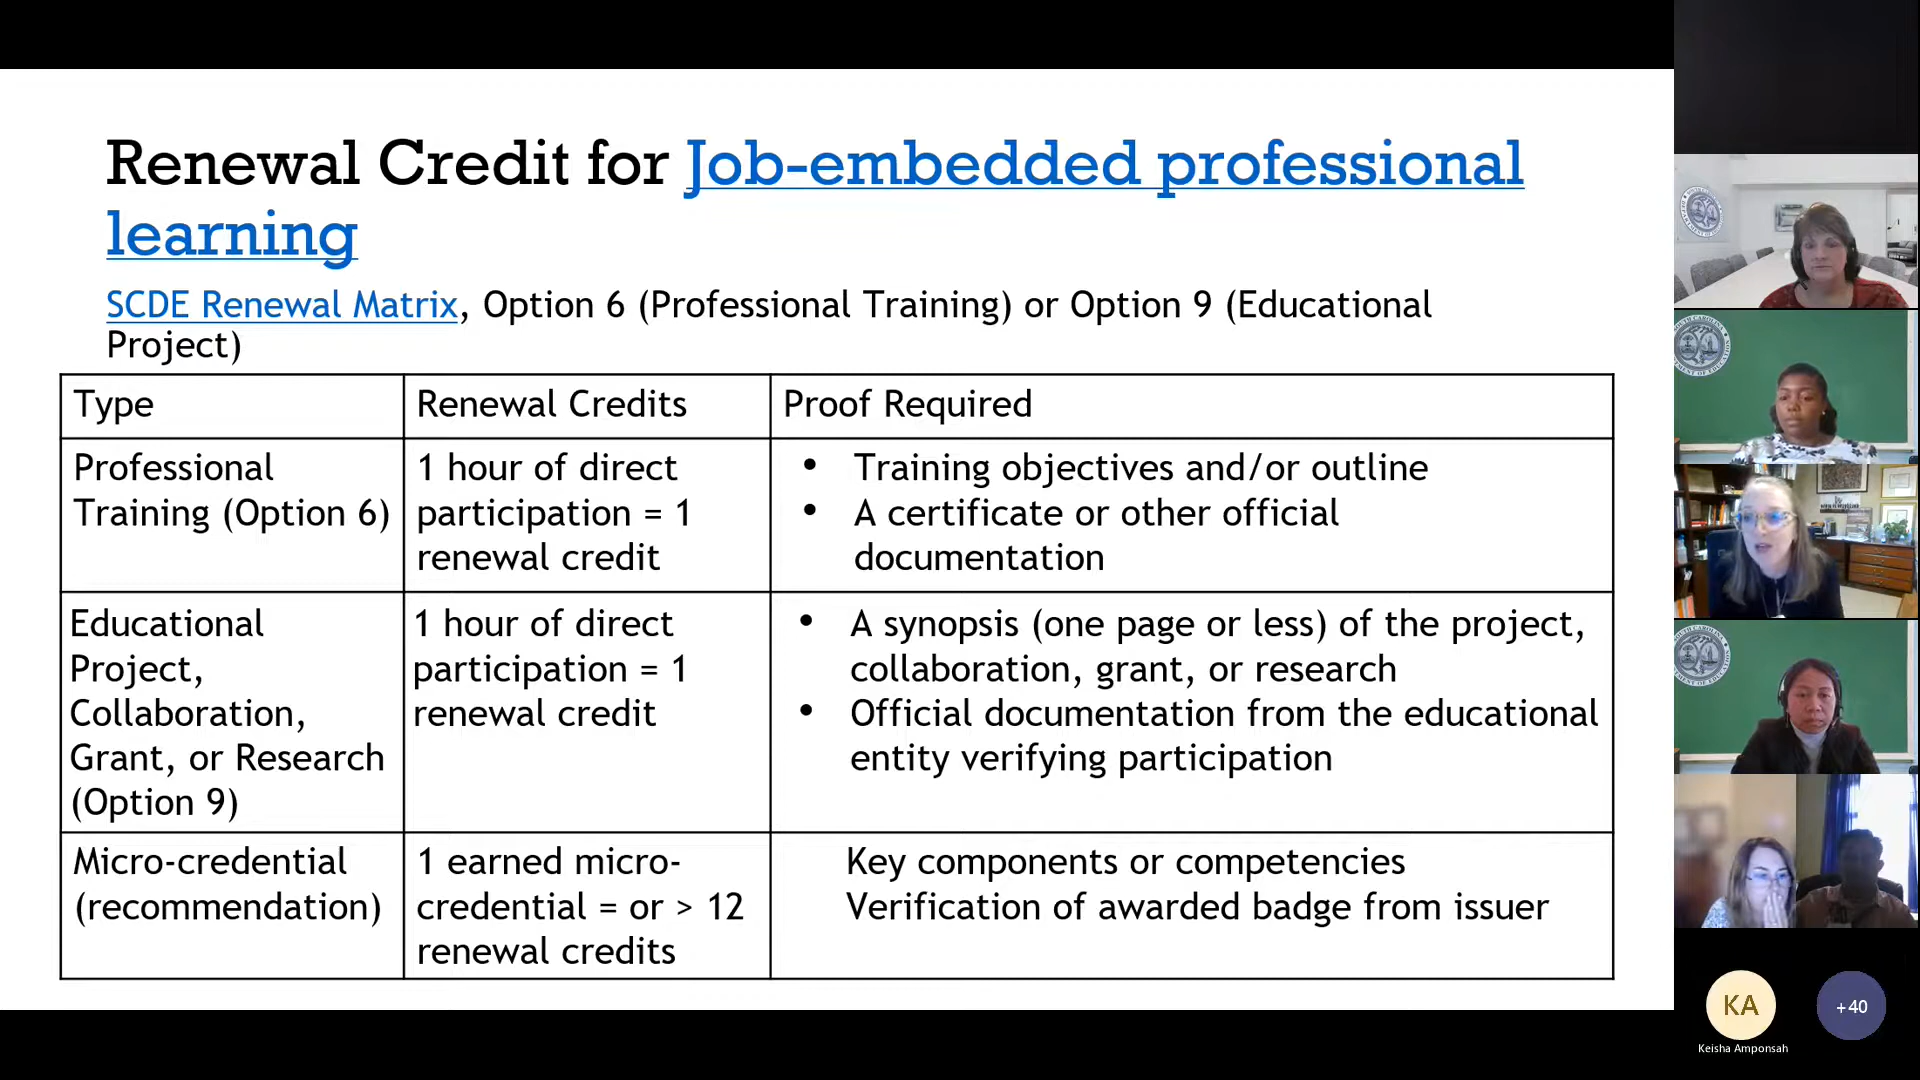 Renewal Credit for Job-embedded professional
learning
SCDE Renewal Matrix, Option 6 (Professional Training) or Option 9 (Educational
Project)
Type
Renewal Credits
Proof Required
Professional
Training (Option 6)
1 hour of direct
participation = 1
renewal credit
• Training objectives and/or outline
• A certificate or other official
documentation
Educational
Project,
Collaboration,
Grant, or Research
(Option 9)
1 hour of direct
participation = 1
renewal credit
• A synopsis (one page or less) of the project,
collaboration, grant, or research
• Official documentation from the educational
entity verifying participation
Micro-credential
(recommendation)
1 earned micro-
credential = or > 12
renewal credits
Key components or competencies
Verification of awarded badge from issuer
KA
+40
Keisha Amponsah